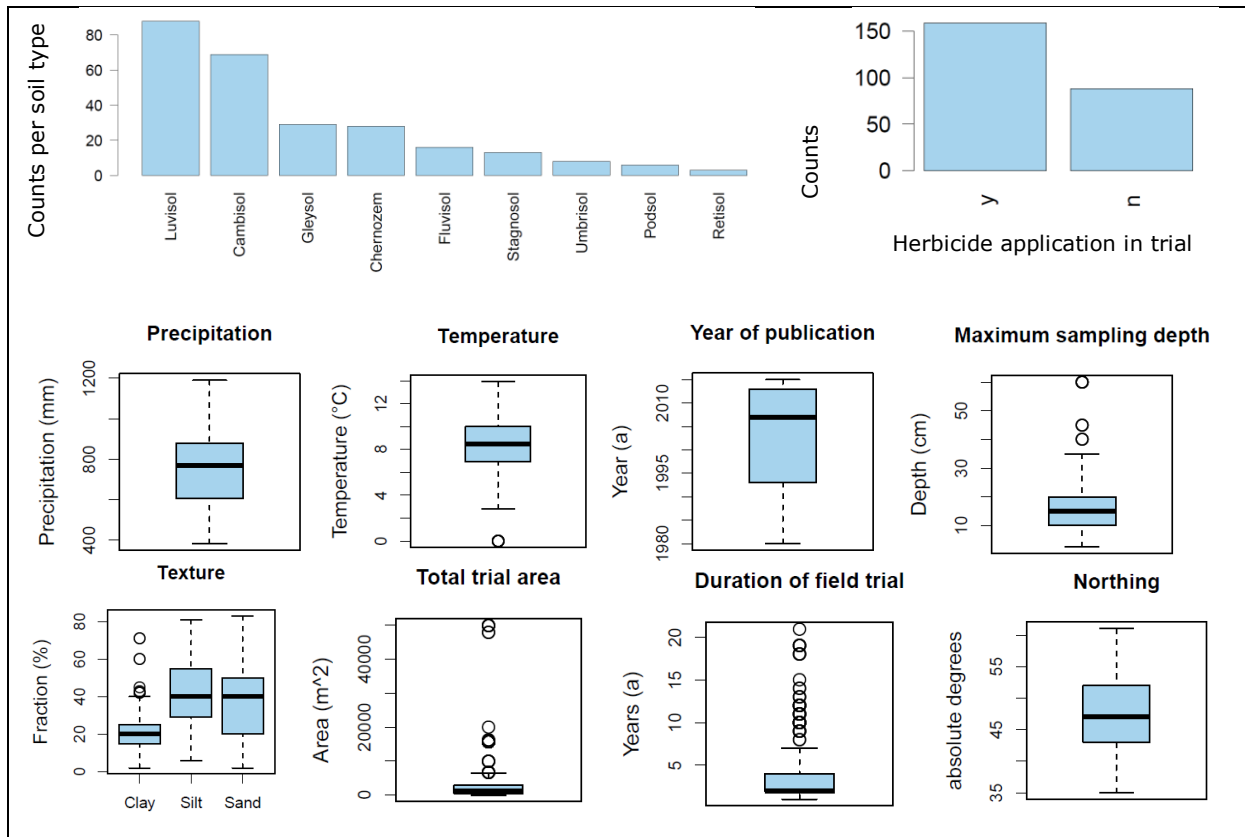 Counts per soil type
80
60
40
20
0
Luvisol
Cambisol
Gleysol
Chernozem
Fluvisol
Stagnosol
Umbrisol
Podsol
Retisol
Counts
150
100
50
0
y
n
Herbicide application in trial
Precipitation
Precipitation (mm)
1200
800
400
Temperature
Temperature (°C)
12
8
4
0
Year of publication
Year (a)
2010
1995
1980
Maximum sampling depth
Depth (cm)
50
30
10
Texture
Fraction (%)
80
60
40
20
0
Clay Silt Sand
Total trial area
Area (m^2)
40000
20000
0
Duration of field trial
Years (a)
20
15
10
5
Northing
absolute degrees
55
45
35